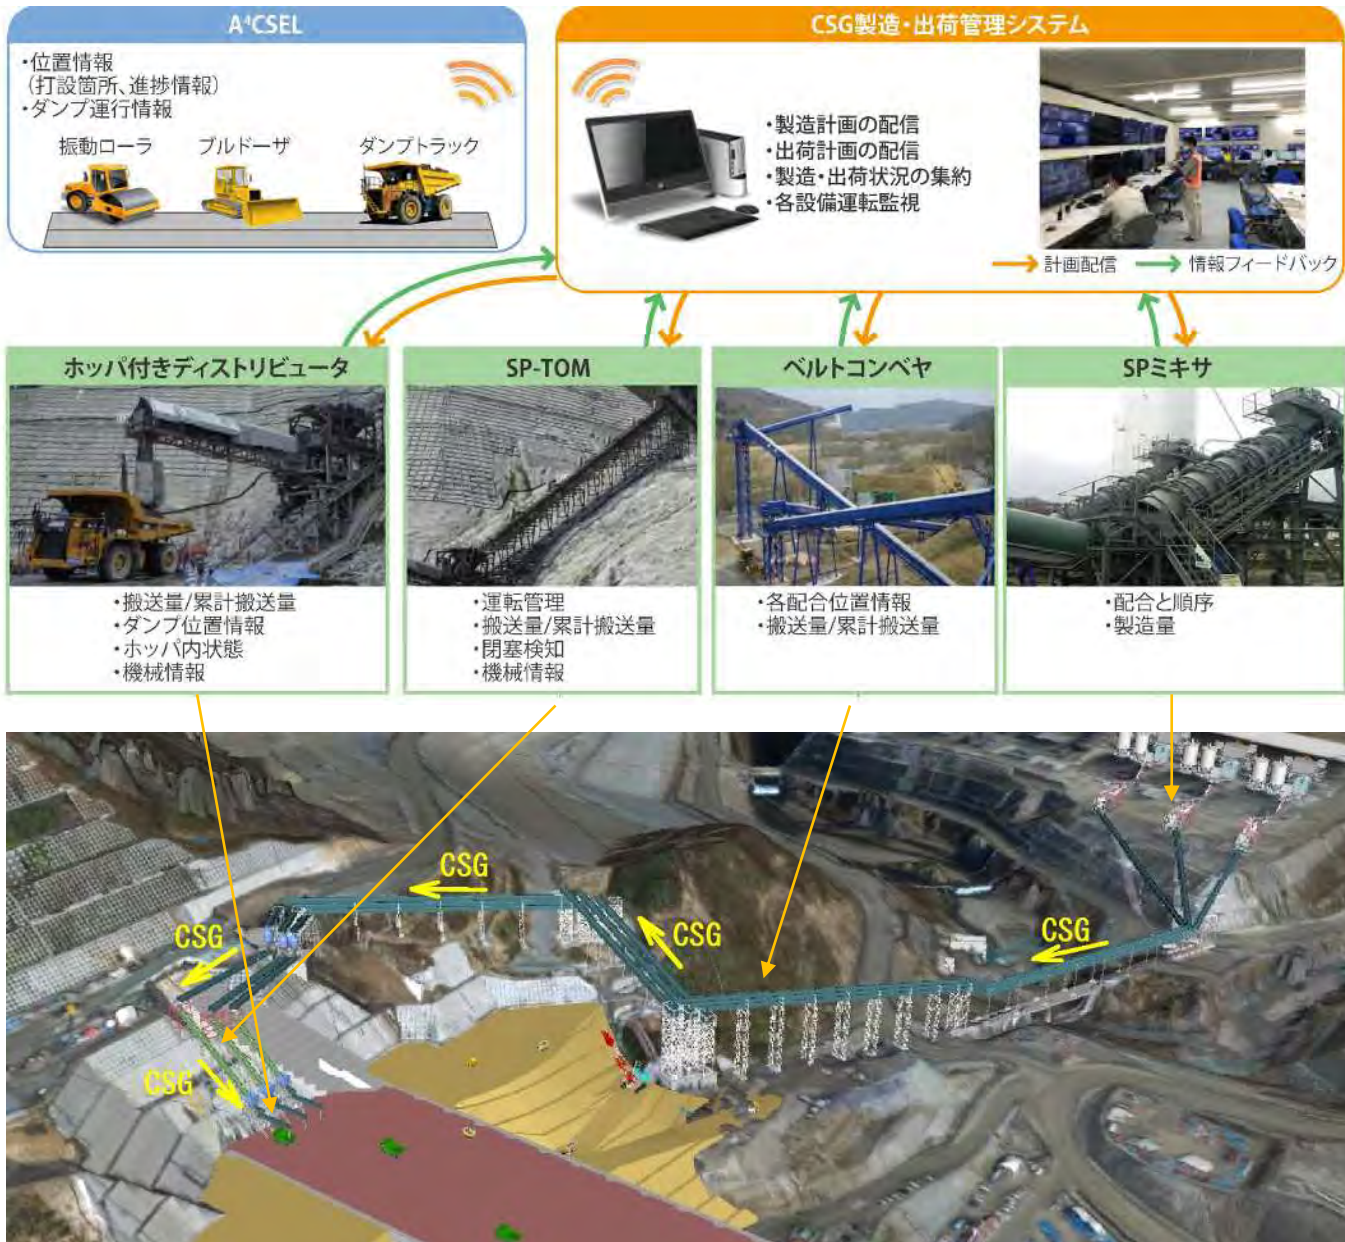 A⁴CSEL
・位置情報
(打設箇所、進捗情報)
・ダンプ運行情報
振動ローラ
ブルドーザ
ダンプトラック
CSG製造・出荷管理システム
・製造計画の配信
・出荷計画の配信
・製造・出荷状況の集約
・各設備運転監視
計画配信
情報フィードバック
ホッパ付きディストリビュータ
・搬送量/累計搬送量
・ダンプ位置情報
・ホッパ内状態
・機械情報
SP-TOM
・運転管理
・搬送量/累計搬送量
・閉塞検知
・機械情報
ベルトコンベヤ
・各配合位置情報
・搬送量/累計搬送量
SPミキサ
・配合と順序
・製造量
CSG
CSG
CSG
CSG
CSG